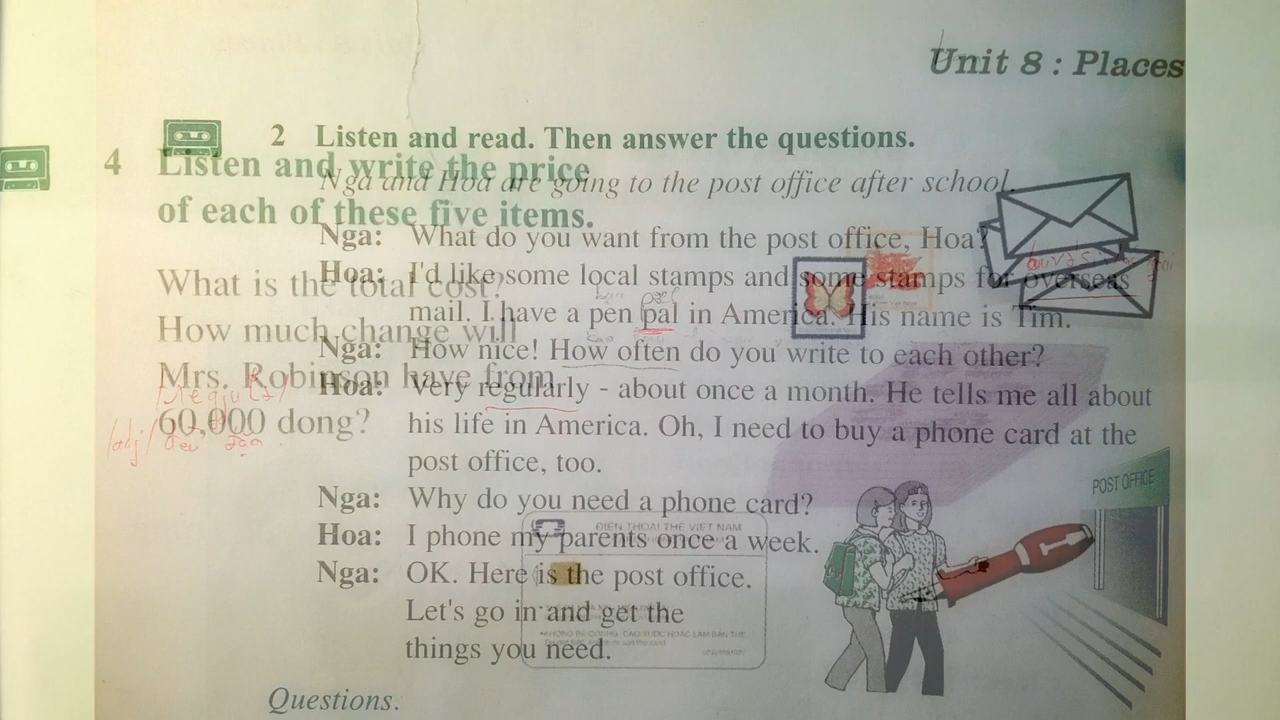 Unit 8 : Places
2 Listen and read. Then answer the questions.
Nga and Hoa are going to the post office after school.
Nga: What do you want from the post office, Hoa?
Hoa: I'd like some local stamps and some stamps for overseas
mail. I have a pen pal in America. His name is Tim.
Nga: How nice! How often do you write to each other?
Hoa: Very regularly - about once a month. He tells me all about
his life in America. Oh, I need to buy a phone card at the
post office, too.
Nga: Why do you need a phone card?
Hoa: I phone my parents once a week.
Nga: OK. Here is the post office.
Let's go in and get the
things you need.
Questions.
4 Listen and write the price
of each of these five items.
What is the total cost?
How much change will
Mrs. Robinson have from
60,000 dong?
POST OFFICE
ĐIỆN THOẠI THẺ VIỆT NAM